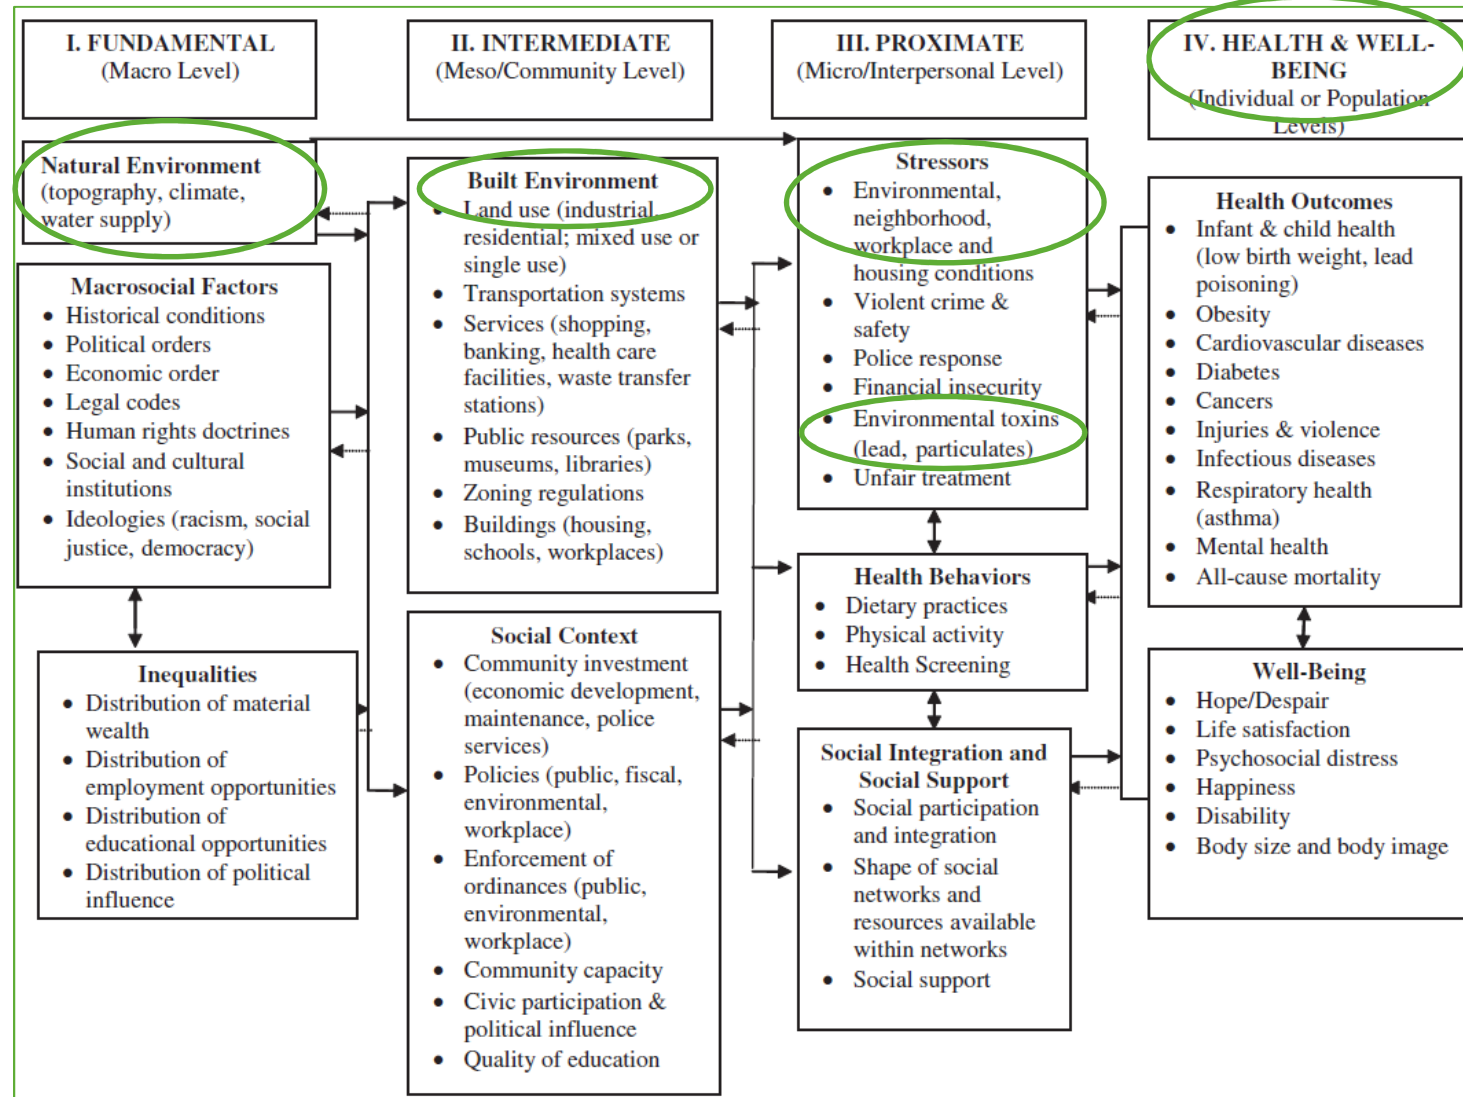 I. FUNDAMENTAL
(Macro Level)
II. INTERMEDIATE
(Meso/Community Level)
III. PROXIMATE
(Micro/Interpersonal Level)
IV. HEALTH & WELL-
BEING
(Individual or Population
Levels)
Natural Environment
(topography, climate,
water supply)
Macrosocial Factors
• Historical conditions
• Political orders
• Economic order
• Legal codes
• Human rights doctrines
• Social and cultural
institutions
• Ideologies (racism, social
justice, democracy)
Inequalities
• Distribution of material
wealth
• Distribution of
employment opportunities
• Distribution of
educational opportunities
• Distribution of political
influence
Built Environment
• Land use (industrial,
residential; mixed use or
single use)
• Transportation systems
• Services (shopping,
banking, health care
facilities, waste transfer
stations)
• Public resources (parks,
museums, libraries)
• Zoning regulations
• Buildings (housing,
schools, workplaces)
Social Context
• Community investment
(economic development,
maintenance, police
services)
• Policies (public, fiscal,
environmental,
workplace)
• Enforcement of
ordinances (public,
environmental,
workplace)
• Community capacity
• Civic participation &
political influence
• Quality of education
Stressors
• Environmental,
neighborhood,
workplace and
housing conditions
• Violent crime &
safety
• Police response
• Financial insecurity
• Environmental toxins
(lead, particulates)
• Unfair treatment
Health Behaviors
• Dietary practices
• Physical activity
• Health Screening
Social Integration and
Social Support
• Social participation
and integration
• Shape of social
networks and
resources available
within networks
• Social support
Health Outcomes
• Infant & child health
(low birth weight, lead
poisoning)
• Obesity
• Cardiovascular diseases
• Diabetes
• Cancers
• Injuries & violence
• Infectious diseases
• Respiratory health
(asthma)
• Mental health
• All-cause mortality
Well-Being
• Hope/Despair
• Life satisfaction
• Psychosocial distress
• Happiness
• Disability
• Body size and body image